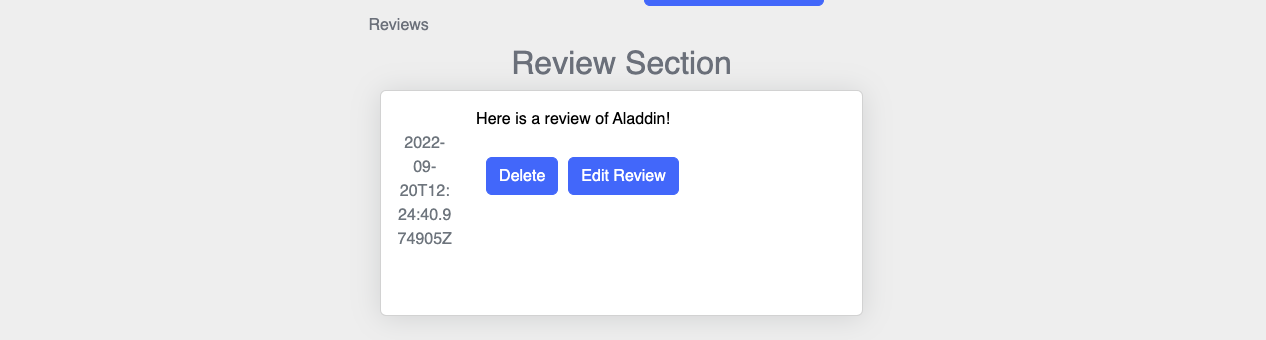 Reviews
Review Section
Here is a review of Aladdin!
2022-
09-
20T12:
24:40.9
74905Z
Delete
Edit Review